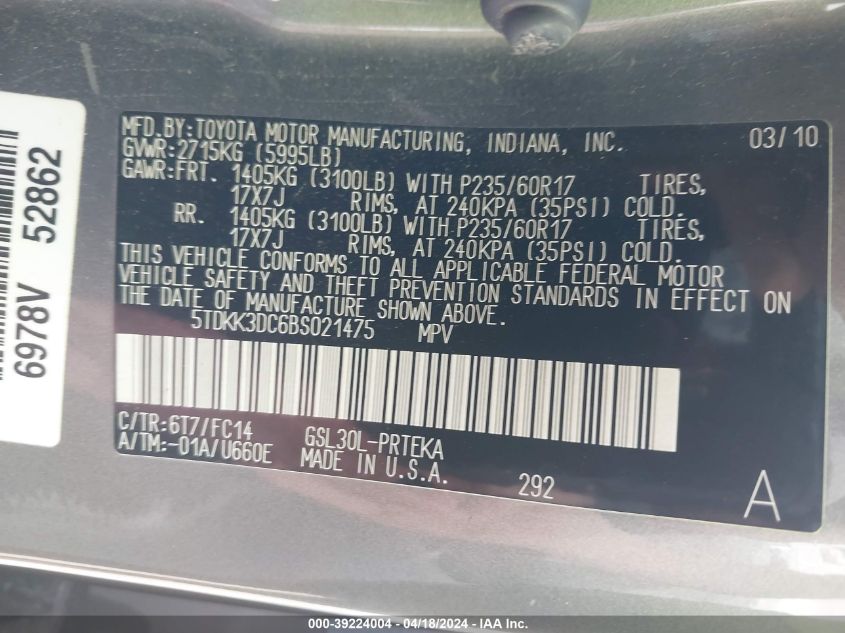 MFD.BY:TOYOTA MOTOR MANUFACTURING, INDIANA, INC. 03/10
GVWR:2715KG (5995LB)
GAWR:FRT. 1405KG (3100LB) WITH P235/60R17 TIRES,
17X7J RIMS, AT 240KPA (35PSI) COLD.
RR. 1405KG (3100LB) WITH P235/60R17 TIRES,
17X7J RIMS, AT 240KPA (35PSI) COLD.
THIS VEHICLE CONFORMS TO ALL APPLICABLE FEDERAL MOTOR
VEHICLE SAFETY AND THEFT PREVENTION STANDARDS IN EFFECT ON
THE DATE OF MANUFACTURE SHOWN ABOVE.
5TDKK3DC6BS021475 MPV
C/TR:6T7/FC14 GSL30L-PRTEKA
A/TM:-01A/U660E MADE IN U.S.A.
292
A
6978V 52862
000-39224004 - 04/18/2024 - IAA Inc.